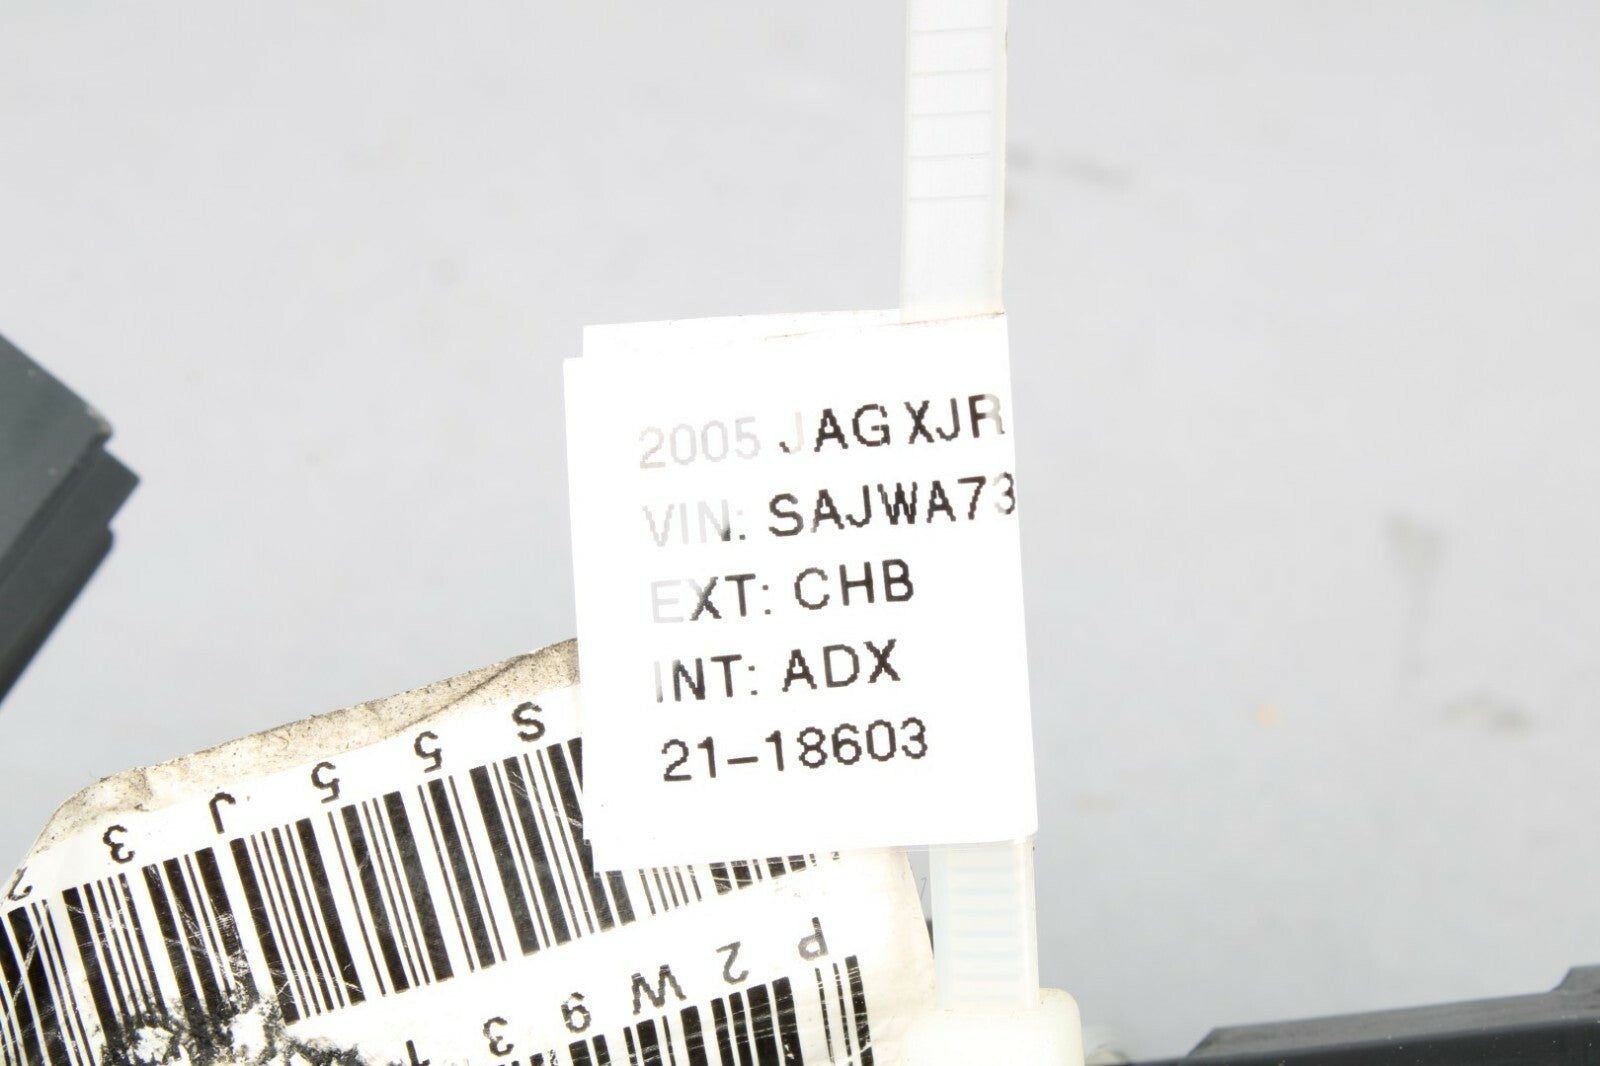 2005 JAG XJR
VIN: SAJWA73
EXT: CHB
INT: ADX
21-18603
S 5 5 J 3
P 2 W 9 3